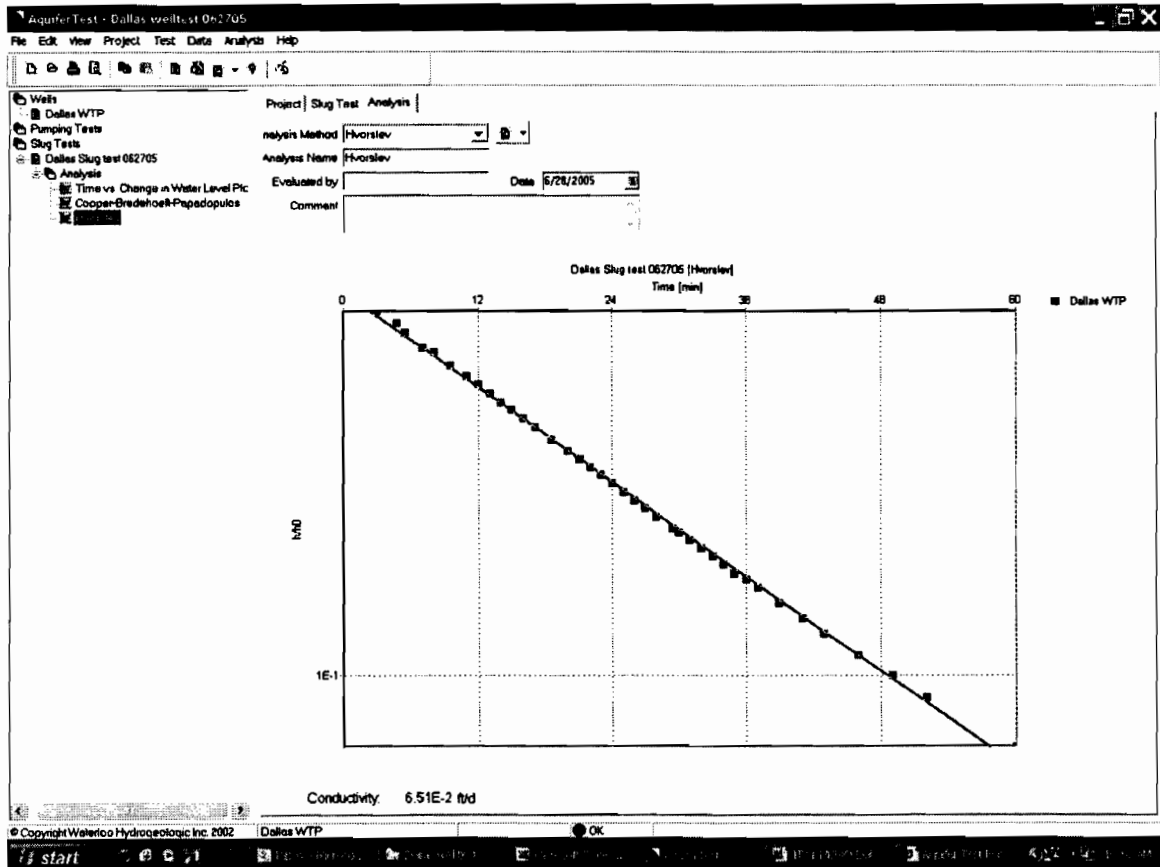 AquiferTest - Dallas welltest 062705
File Edit View Project Test Data Analysis Help
Wells
Dallas WTP
Pumping Tests
Slug Tests
Dallas Slug test 062705
Analysis
Time vs. Change in Water Level Plc
Cooper-Bredehoeft-Papadopulos
Project Slug Test Analysis
nalysis Method Hvorslev
Analysis Name Hvorslev
Evaluated by Date 6/28/2005
Comment
Dallas Slug test 062705 [Hvorslev]
Time [min]
0 12 24 36 48 60
Dallas WTP
h/h0
1E-1
Conductivity: 6.51E-2 ft/d
© Copyright Waterloo Hydrogeologic Inc. 2002 Dallas WTP OK
start